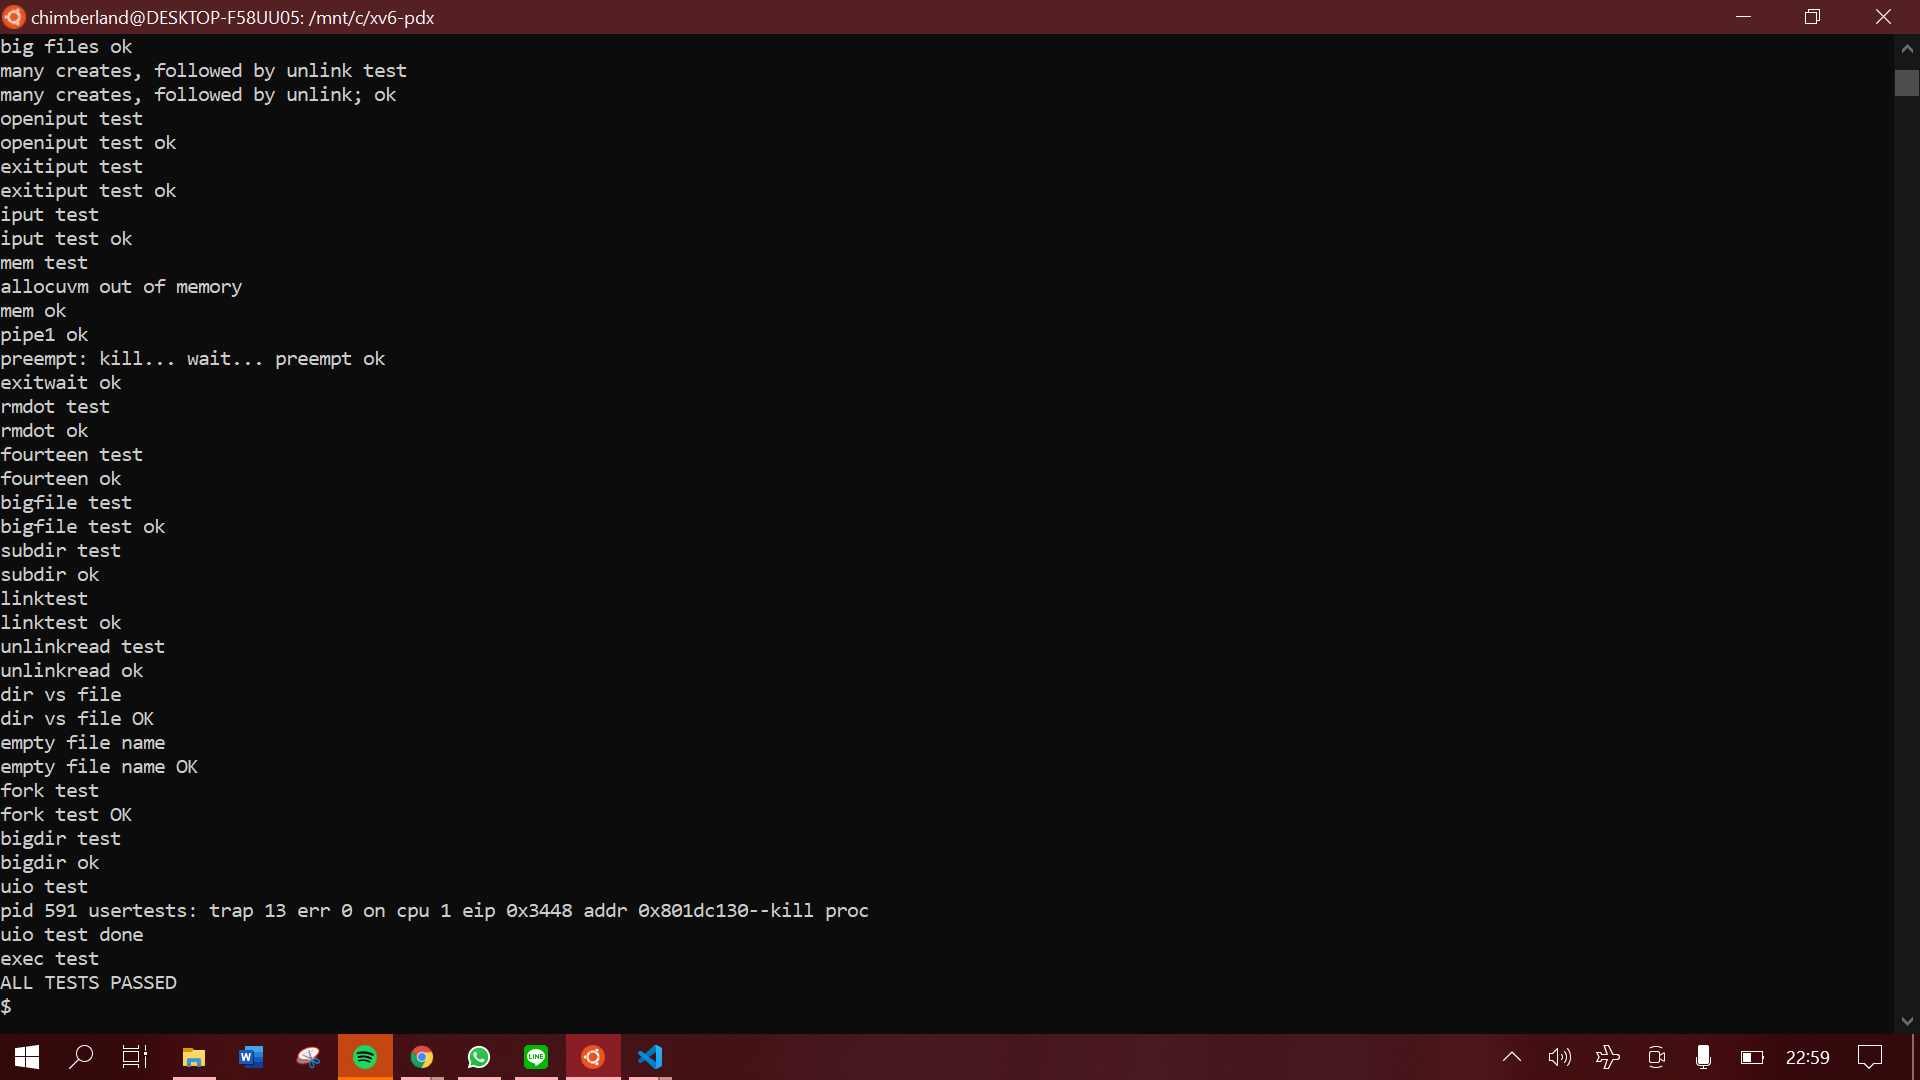 chimberland@DESKTOP-F58UU05: /mnt/c/xv6-pdx
big files ok
many creates, followed by unlink test
many creates, followed by unlink; ok
openiput test
openiput test ok
exitiput test
exitiput test ok
iput test
iput test ok
mem test
allocuvm out of memory
mem ok
pipe1 ok
preempt: kill... wait... preempt ok
exitwait ok
rmdot test
rmdot ok
fourteen test
fourteen ok
bigfile test
bigfile test ok
subdir test
subdir ok
linktest
linktest ok
unlinkread test
unlinkread ok
dir vs file
dir vs file OK
empty file name
empty file name OK
fork test
fork test OK
bigdir test
bigdir ok
uio test
pid 591 usertests: trap 13 err 0 on cpu 1 eip 0x3448 addr 0x801dc130--kill proc
uio test done
exec test
ALL TESTS PASSED
$
W
LINE
22:59